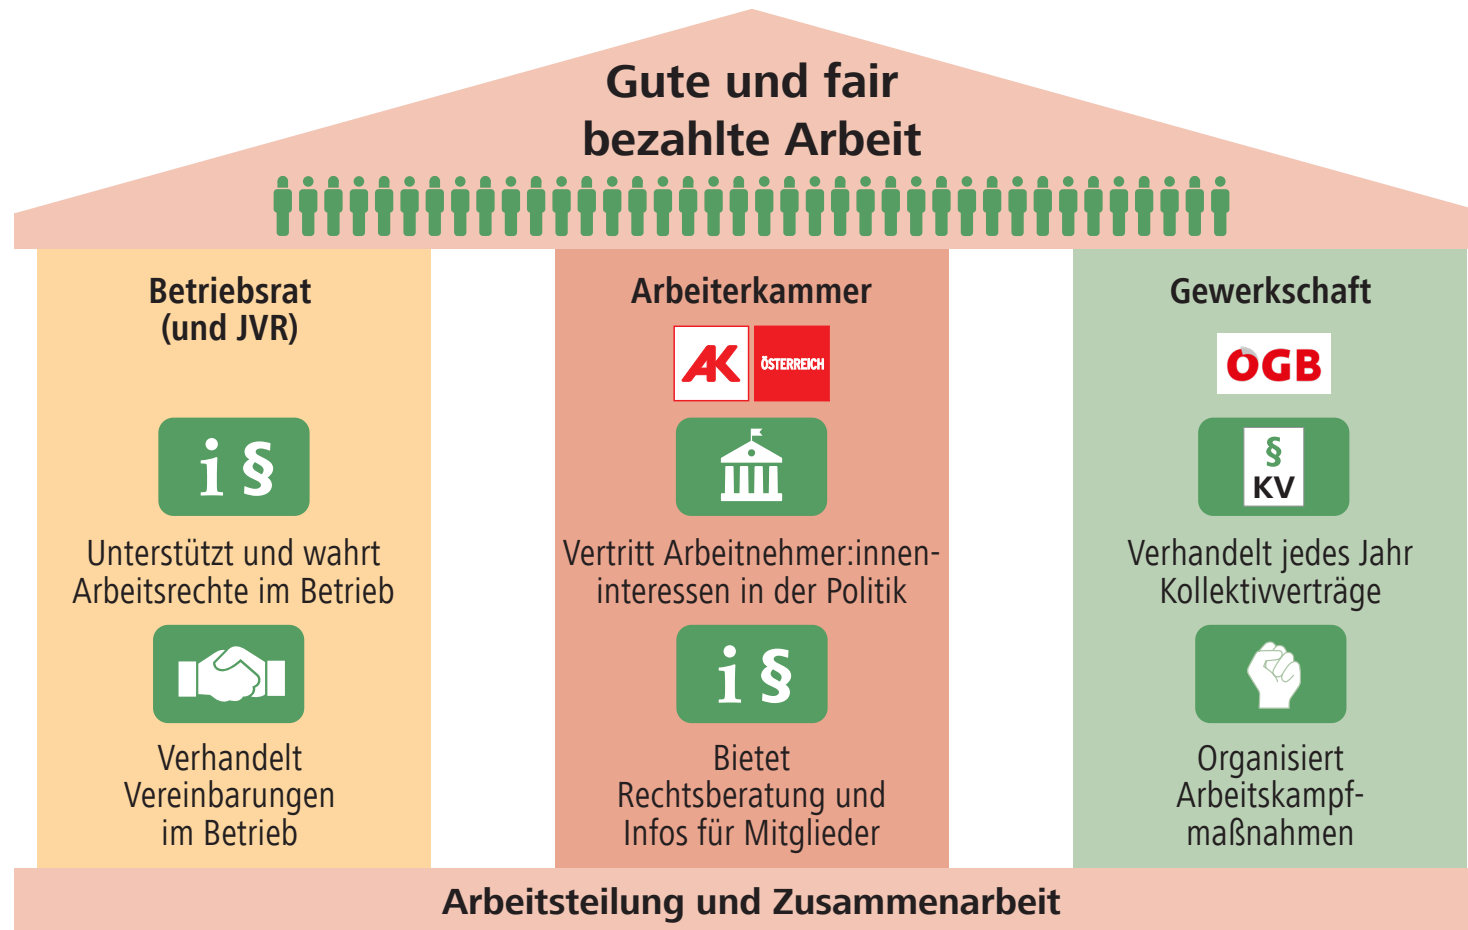 Gute und fair
bezahlte Arbeit
Betriebsrat
(und JVR)
i §
Unterstützt und wahrt
Arbeitsrechte im Betrieb
Verhandelt
Vereinbarungen
im Betrieb
Arbeiterkammer
AK ÖSTERREICH
Vertritt Arbeitnehmer:innen-
interessen in der Politik
i §
Bietet
Rechtsberatung und
Infos für Mitglieder
Gewerkschaft
ÖGB
§
KV
Verhandelt jedes Jahr
Kollektivverträge
Organisiert
Arbeitskampf-
maßnahmen
Arbeitsteilung und Zusammenarbeit